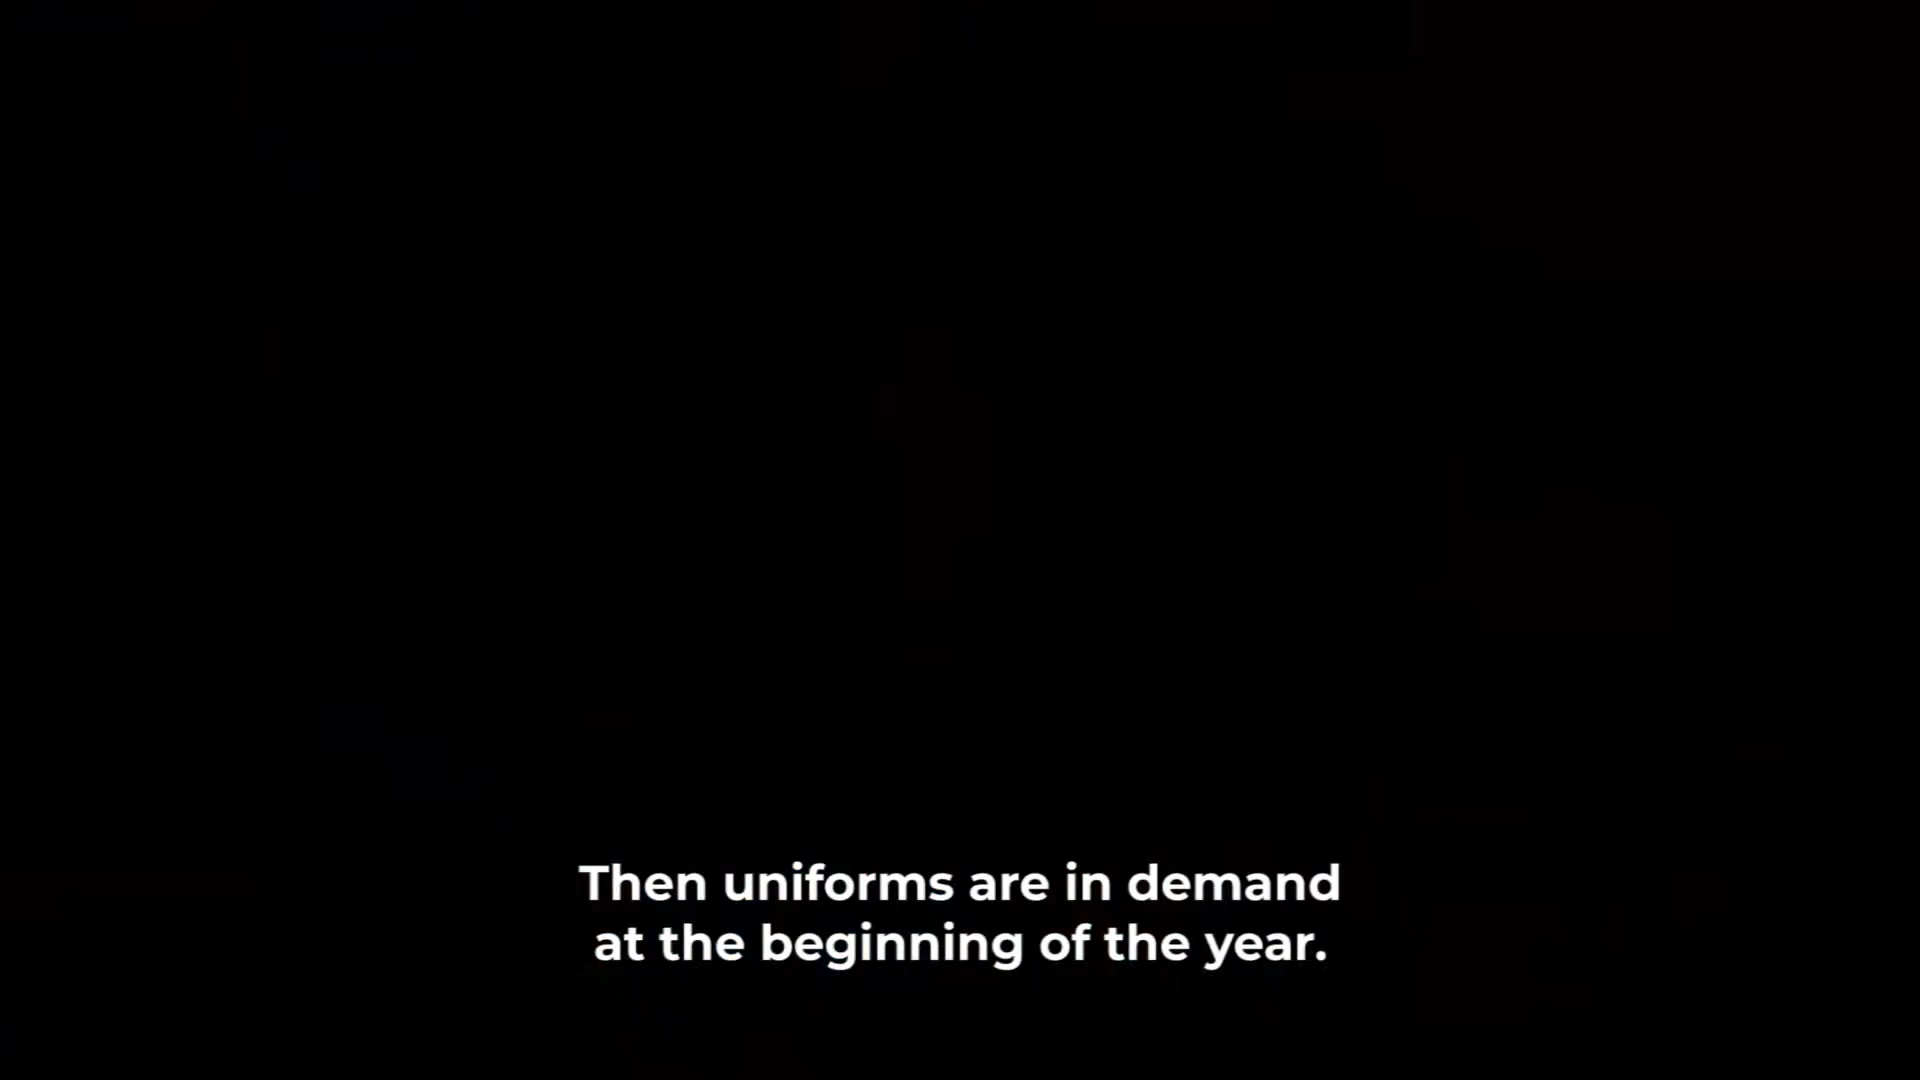 Then uniforms are in demand
at the beginning of the year.